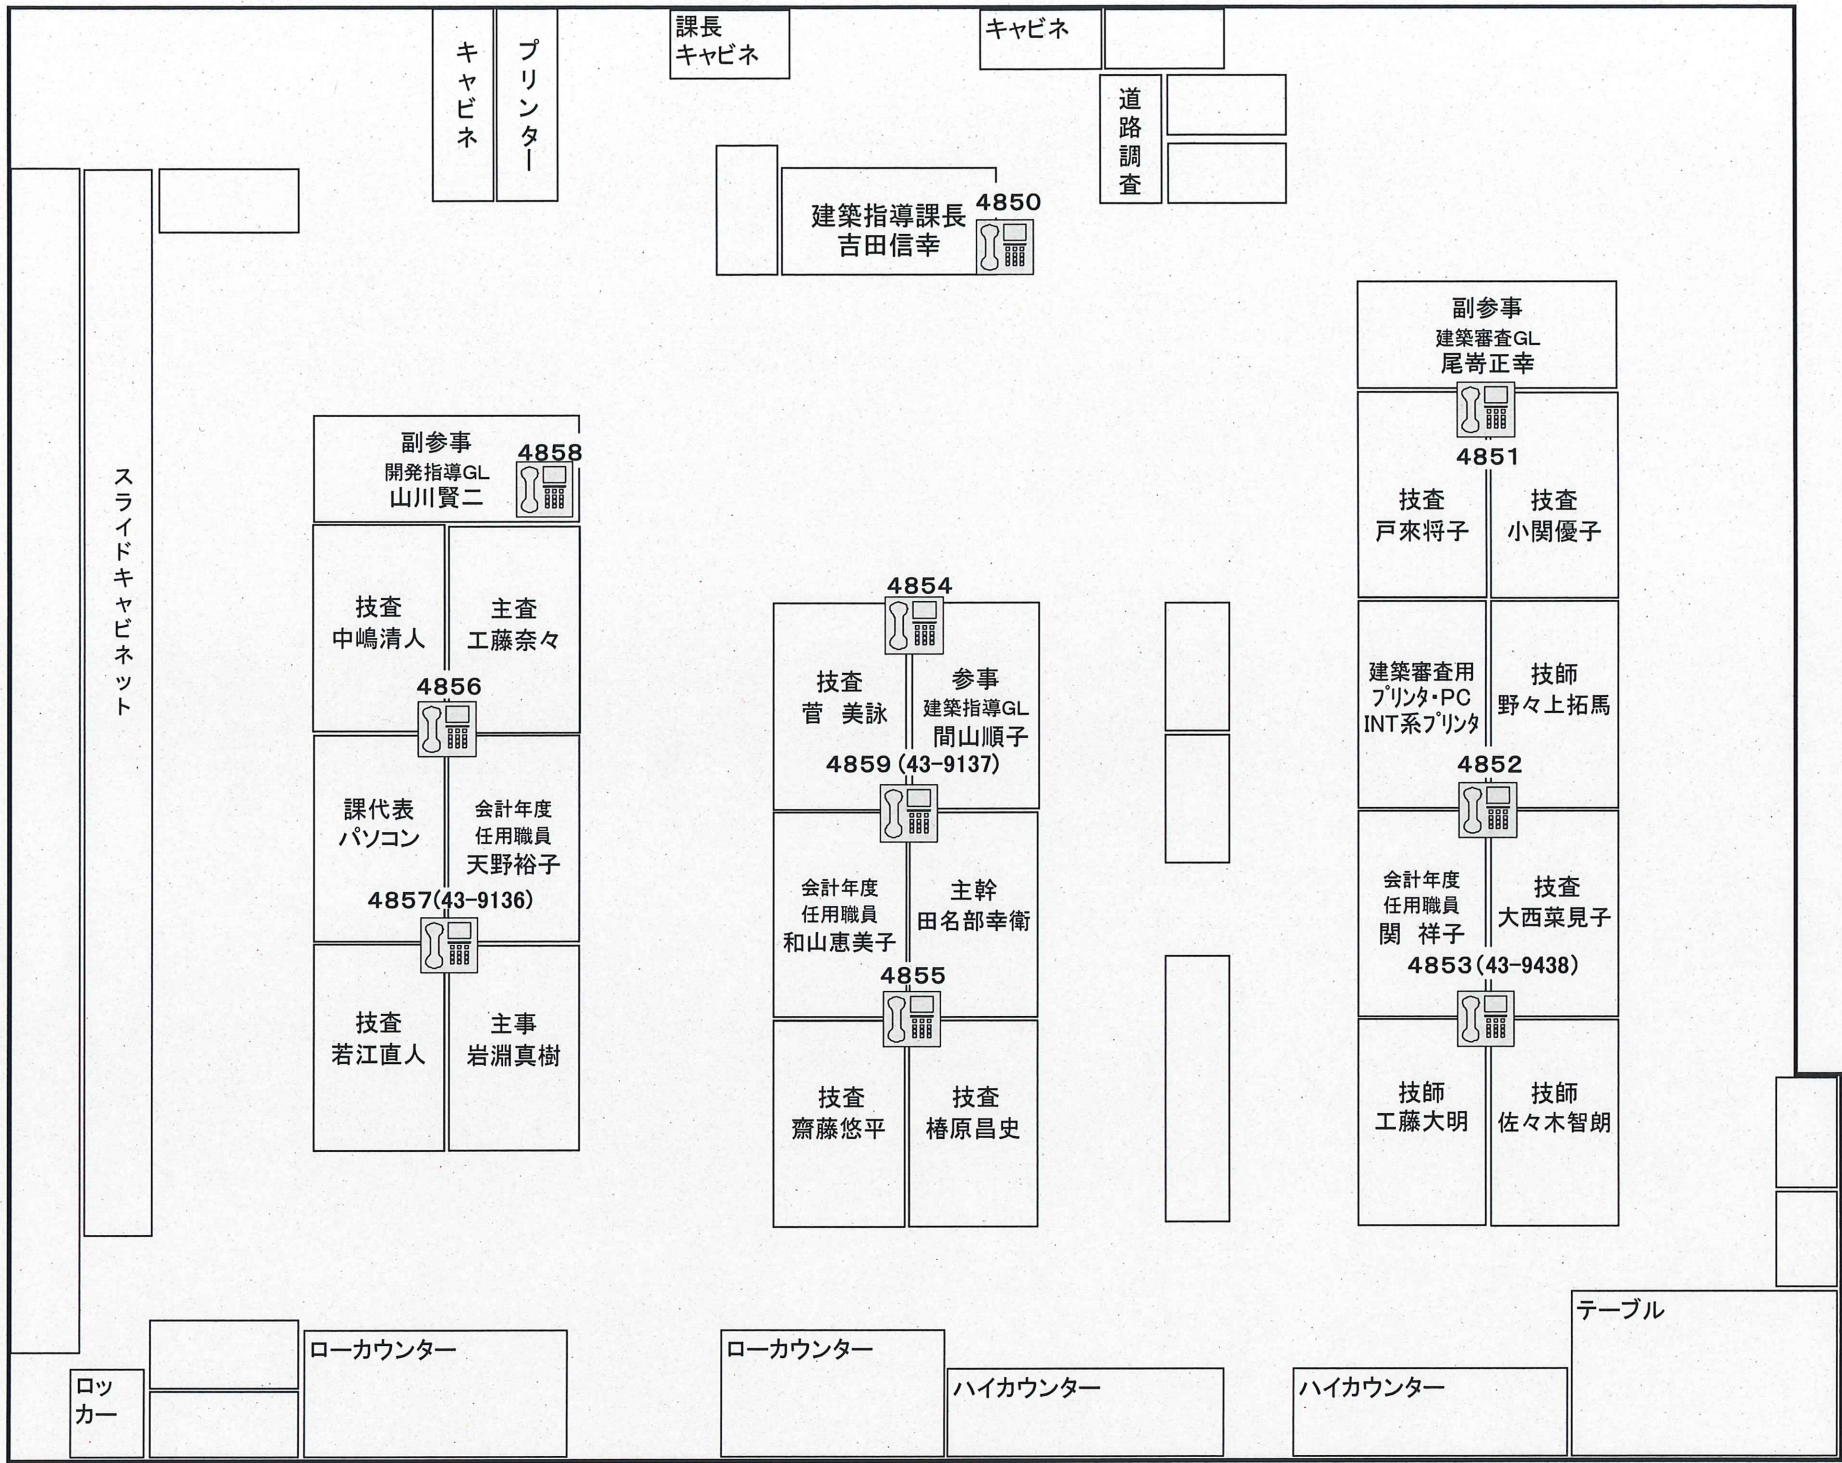 キャビネ
プリンター
課長
キャビネ
キャビネ
道路調査
建築指導課長
吉田信幸
4850
スライドキャビネット
副参事
開発指導GL
山川賢二
4858
技査
中嶋清人
主査
工藤奈々
4856
課代表
パソコン
会計年度
任用職員
天野裕子
4857(43-9136)
技査
若江直人
主事
岩淵真樹
4854
技査
菅 美詠
参事
建築指導GL
間山順子
4859(43-9137)
会計年度
任用職員
和山恵美子
主幹
田名部幸衛
4855
技査
齋藤悠平
技査
椿原昌史
副参事
建築審査GL
尾嵜正幸
4851
技査
戸來将子
技査
小関優子
建築審査用
プリンタ・PC
INT系プリンタ
技師
野々上拓馬
4852
会計年度
任用職員
関 祥子
技査
大西菜見子
4853(43-9438)
技師
工藤大明
技師
佐々木智朗
ロッ
カー
ローカウンター
ローカウンター
ハイカウンター
ハイカウンター
テーブル